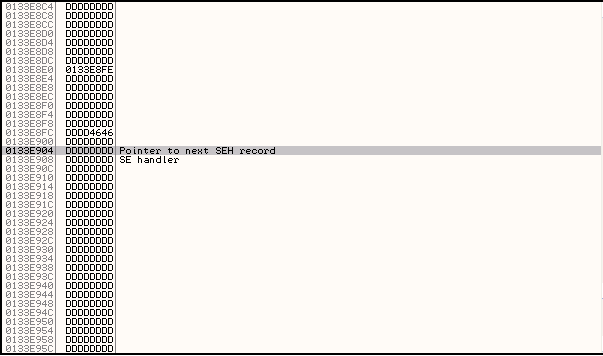 0133E8C4 DDDDDDDD
0133E8C8 DDDDDDDD
0133E8CC DDDDDDDD
0133E8D0 DDDDDDDD
0133E8D4 DDDDDDDD
0133E8D8 DDDDDDDD
0133E8DC DDDDDDDD
0133E8E0 0133E8FE
0133E8E4 DDDDDDDD
0133E8E8 DDDDDDDD
0133E8EC DDDDDDDD
0133E8F0 DDDDDDDD
0133E8F4 DDDDDDDD
0133E8F8 DDDDDDDD
0133E8FC DDDD4646
0133E900 DDDDDDDD
0133E904 DDDDDDDD Pointer to next SEH record
0133E908 DDDDDDDD SE handler
0133E90C DDDDDDDD
0133E910 DDDDDDDD
0133E914 DDDDDDDD
0133E918 DDDDDDDD
0133E91C DDDDDDDD
0133E920 DDDDDDDD
0133E924 DDDDDDDD
0133E928 DDDDDDDD
0133E92C DDDDDDDD
0133E930 DDDDDDDD
0133E934 DDDDDDDD
0133E938 DDDDDDDD
0133E93C DDDDDDDD
0133E940 DDDDDDDD
0133E944 DDDDDDDD
0133E948 DDDDDDDD
0133E94C DDDDDDDD
0133E950 DDDDDDDD
0133E954 DDDDDDDD
0133E958 DDDDDDDD
0133E95C DDDDDDDD